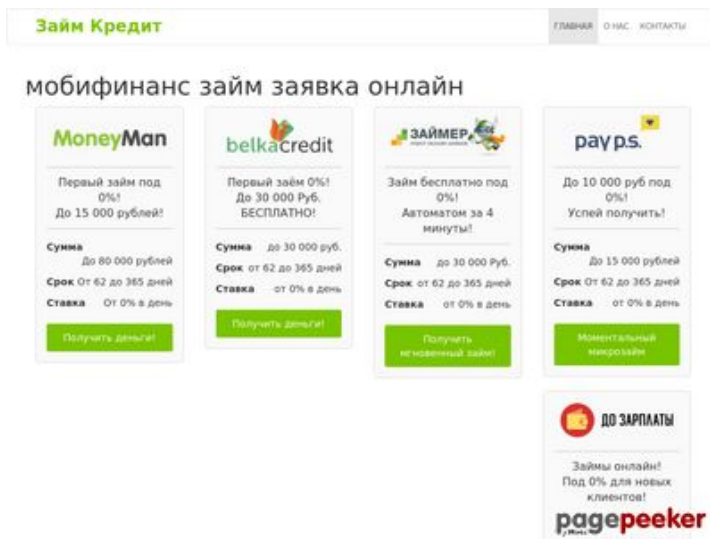 Займ Кредит
ГЛАВНАЯ О НАС. КОНТАКТЫ
мобифинанс займ заявка онлайн
MoneyMan
Первый займ под
0%!
До 15 000 рублей!
Сумма
До 80 000 рублей
Срок От 62 до 365 дней
Ставка От 0% в день
Получить деньги!
belkacredit
Первый заём 0%!
До 30 000 Руб.
БЕСПЛАТНО!
Сумма до 30 000 руб.
Срок от 62 до 365 дней
Ставка от 0% в день
Получить деньги!
ЗАЙМЕР
Займ бесплатно под
0%!
Автоматом за 4
минуты!
Сумма до 30 000 Руб.
Срок от 62 до 365 дней
Ставка от 0% в день
Получить
мгновенный займ!
pay p.s.
До 10 000 руб под
0%!
Успей получить!
Сумма
До 15 000 рублей
Срок От 62 до 365 дней
Ставка от 0% в день
Моментальный
микрозайм
ДО ЗАРПЛАТЫ
Займы онлайн!
Под 0% для новых
клиентов!
pagepeeker